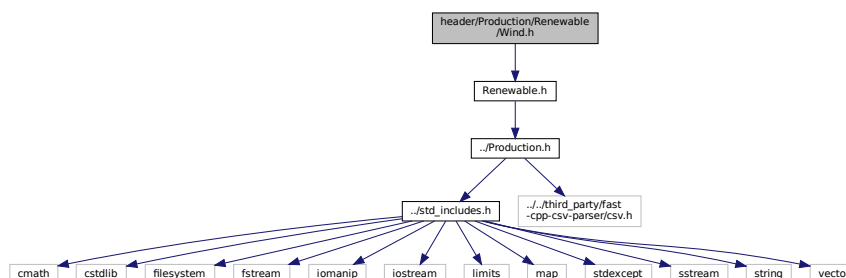 header/Production/Renewable
/Wind.h
Renewable.h
../Production.h
../std_includes.h
../../third_party/fast
-cpp-csv-parser/csv.h
cmath
cstdlib
filesystem
fstream
iomanip
iostream
limits
map
stdexcept
sstream
string
vecto